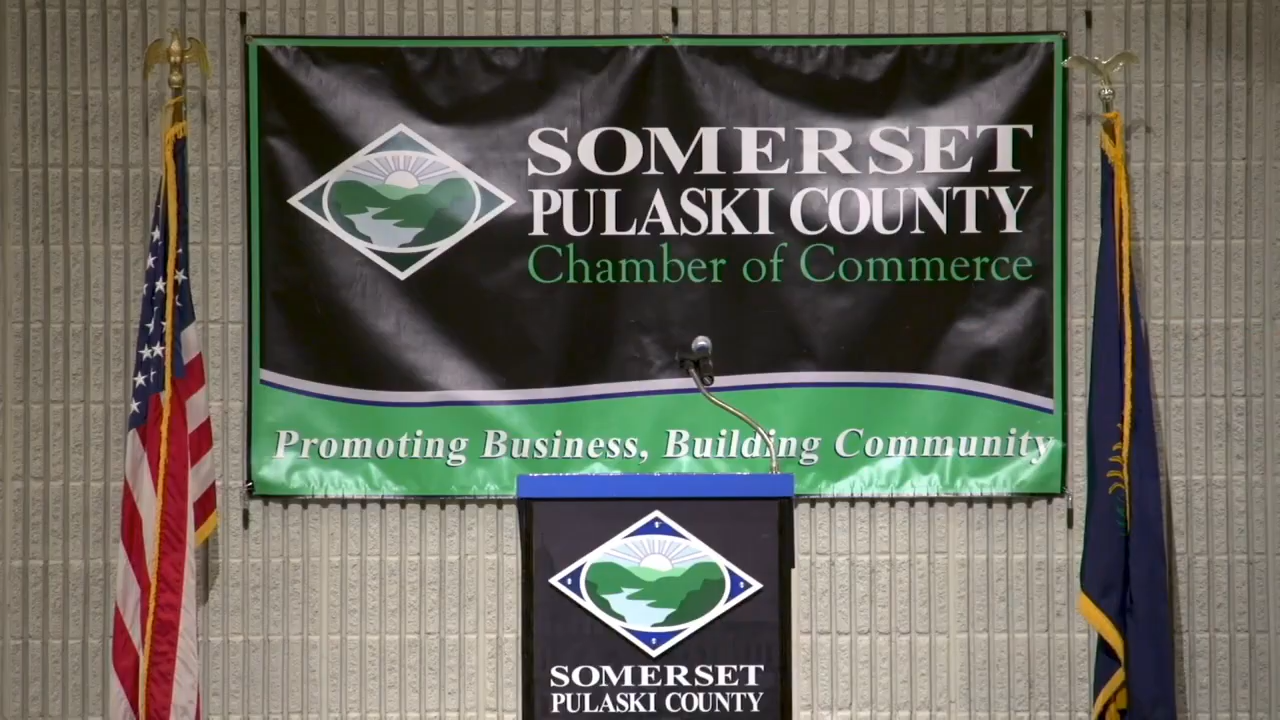 SOMERSET
PULASKI COUNTY
Chamber of Commerce
Promoting Business, Building Community
SOMERSET
PULASKI COUNTY